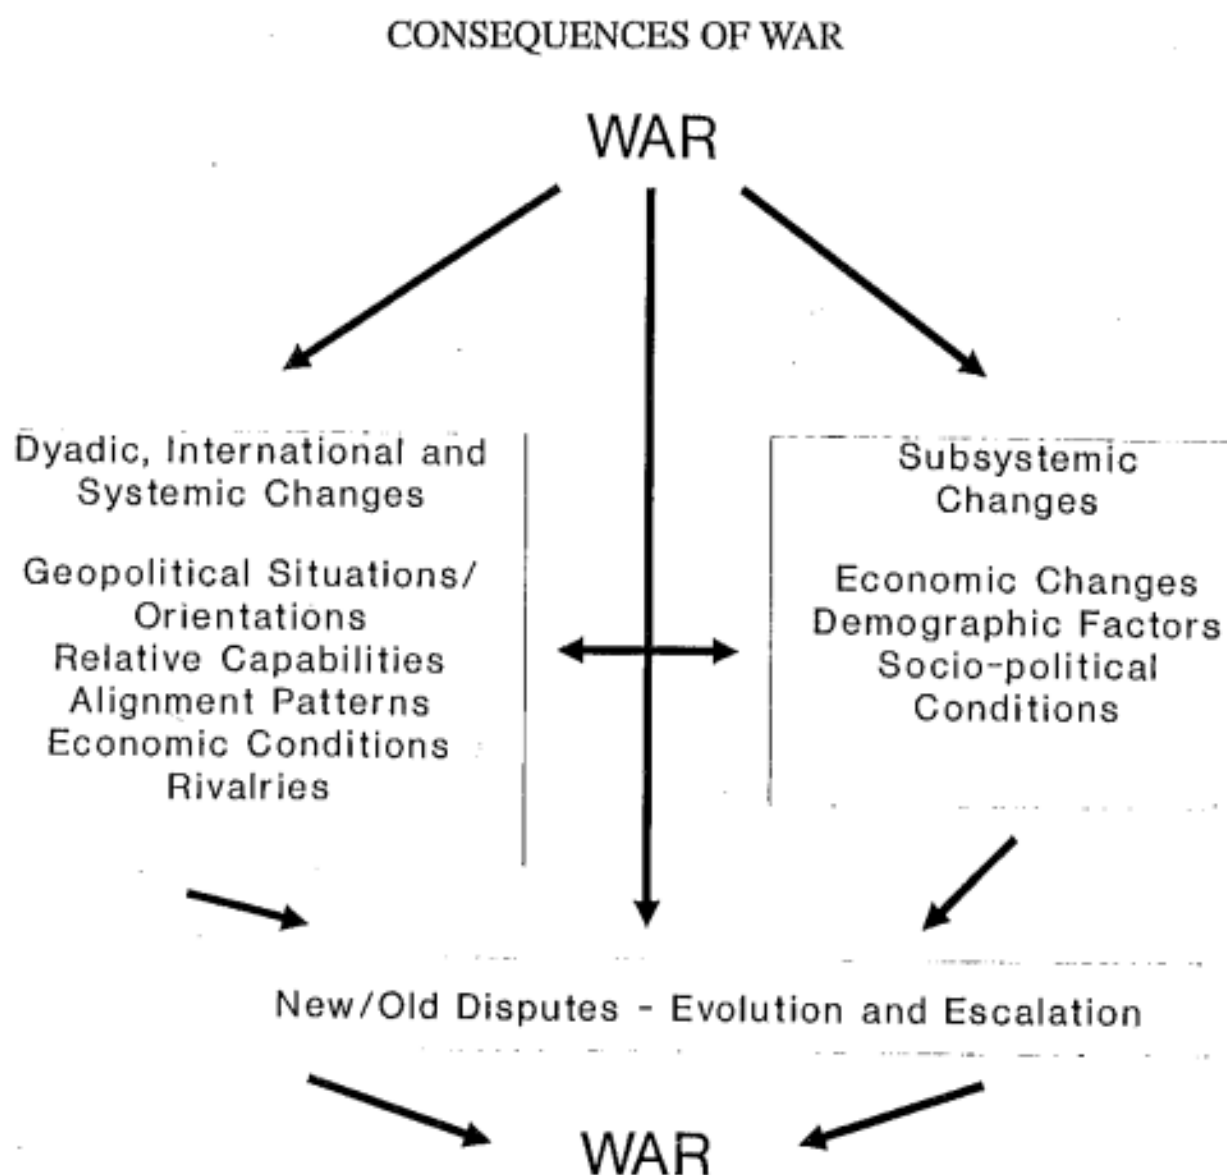 CONSEQUENCES OF WAR
WAR
Dyadic, International and
Systemic Changes
Geopolitical Situations/
Orientations
Relative Capabilities
Alignment Patterns
Economic Conditions
Rivalries
Subsystemic
Changes
Economic Changes
Demographic Factors
Socio-political
Conditions
New/Old Disputes - Evolution and Escalation
WAR